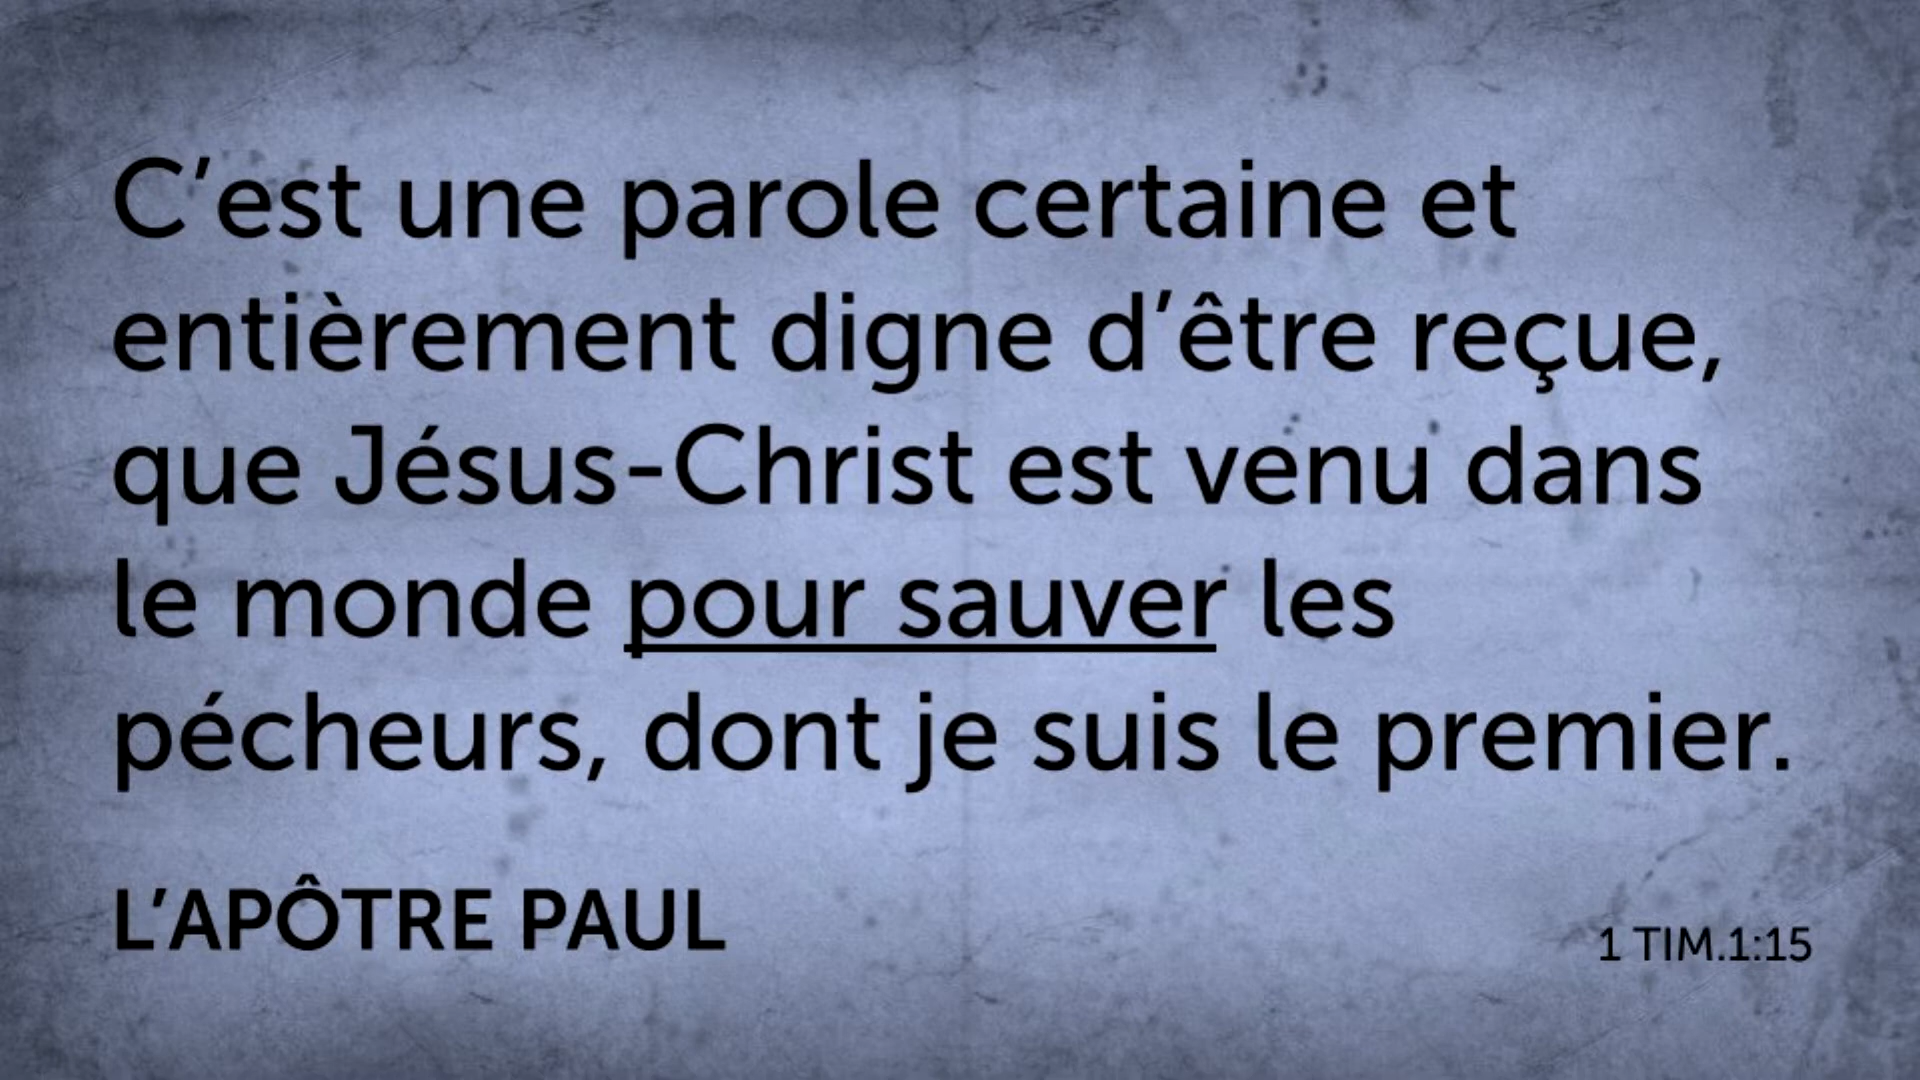 C’est une parole certaine et
entièrement digne d’être reçue,
que Jésus-Christ est venu dans
le monde pour sauver les
pécheurs, dont je suis le premier.
L’APÔTRE PAUL
1 TIM.1:15